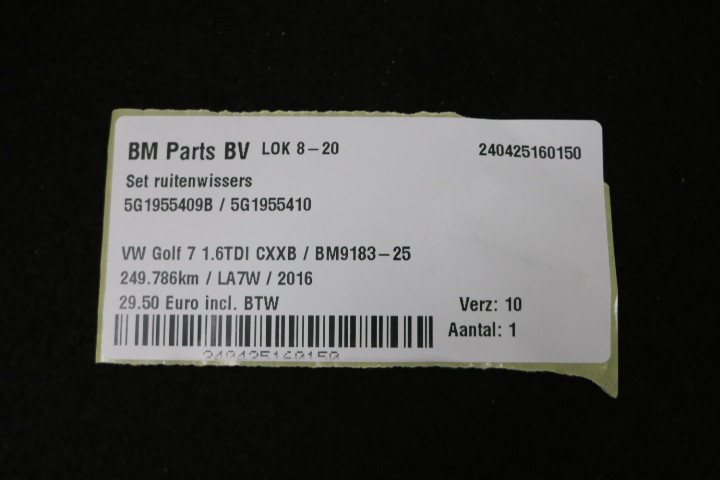 BM Parts BV LOK 8-20 240425160150
Set ruitenwissers
5G1955409B / 5G1955410
VW Golf 7 1.6TDI CXXB / BM9183-25
249.786km / LA7W / 2016
29.50 Euro incl. BTW Verz: 10
Aantal: 1
240425160150